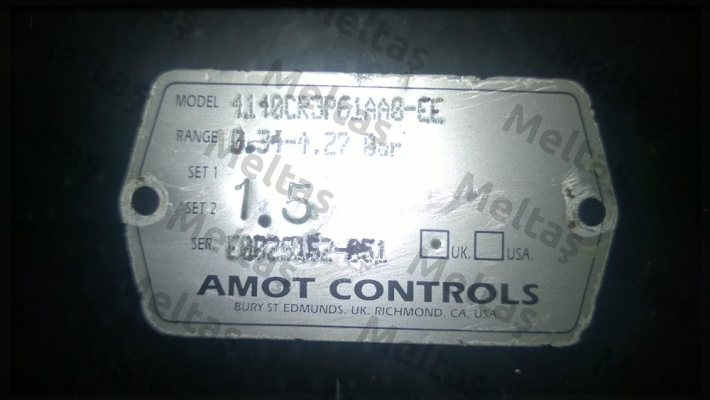 MODEL 4140CR3P61AA8-EE
RANGE 0.34-4.27 Bar
SET 1
1.5
SET 2
SER. UK. USA.
AMOT CONTROLS
BURY ST EDMUNDS, UK. RICHMOND, CA. USA.
Meltaş